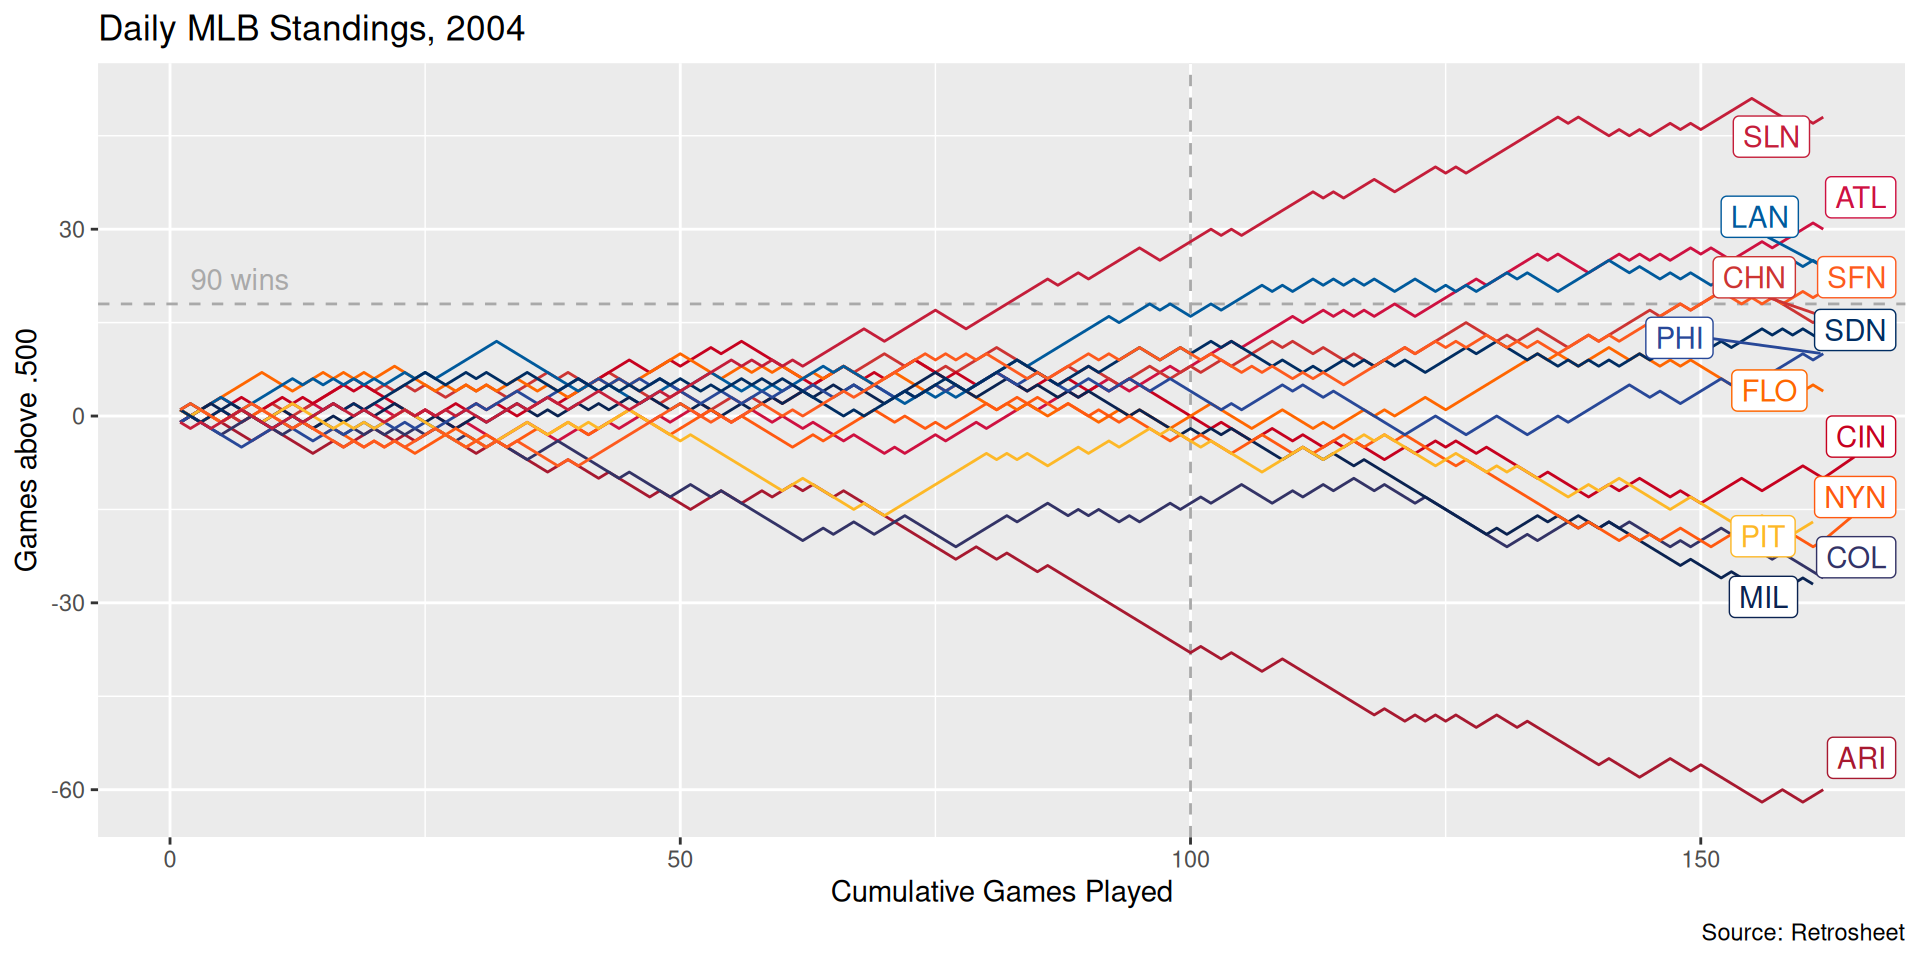 Daily MLB Standings, 2004
Games above .500
30
0
-30
-60
90 wins
SLN
ATL
LAN
CHN
SFN
SDN
PHI
FLO
CIN
NYN
PIT
COL
MIL
ARI
0
50
100
150
Cumulative Games Played
Source: Retrosheet